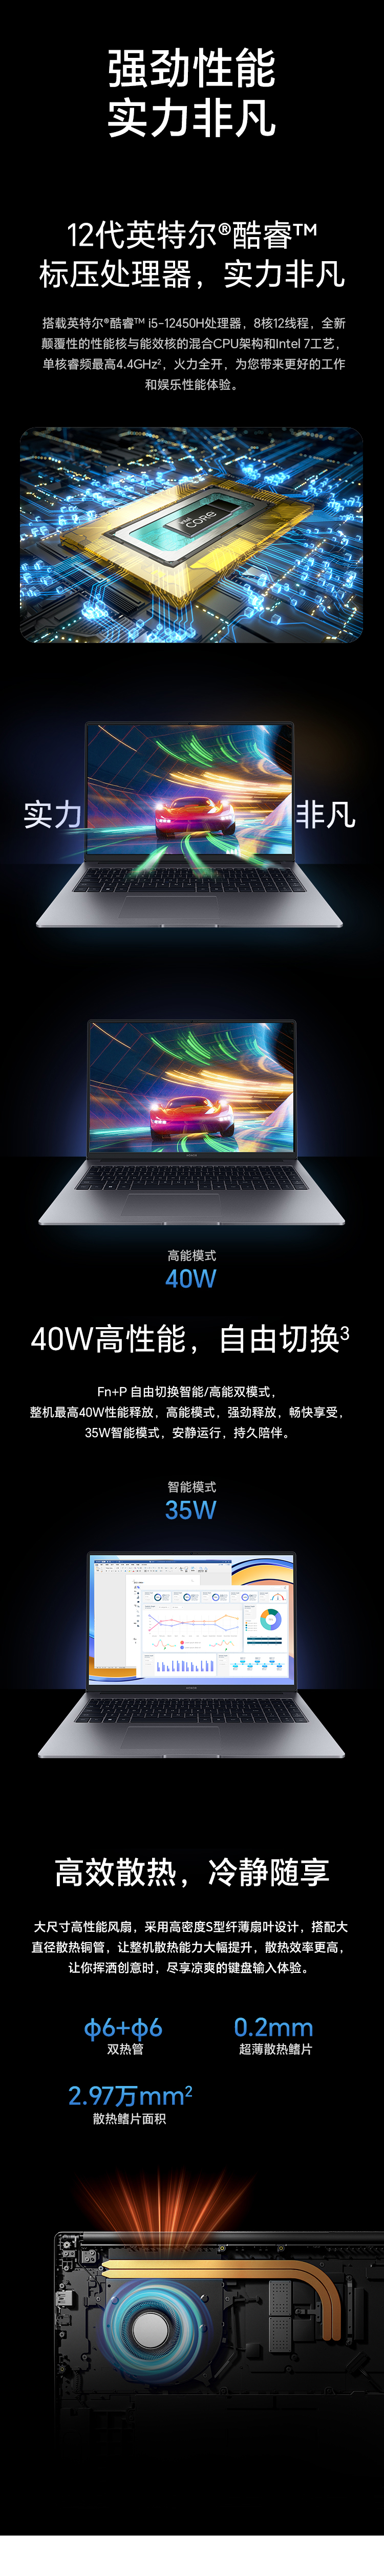 强劲性能
实力非凡
12代英特尔®酷睿™
标压处理器，实力非凡
搭载英特尔®酷睿™ i5-12450H处理器，8核12线程，全新
颠覆性的性能核与能效核的混合CPU架构和Intel 7工艺，
单核睿频最高4.4GHz²，火力全开，为您带来更好的工作
和娱乐性能体验。
CORE
实力 非凡
高能模式
40W
40W高性能，自由切换³
Fn+P 自由切换智能/高能双模式，
整机最高40W性能释放，高能模式，强劲释放，畅快享受，
35W智能模式，安静运行，持久陪伴。
智能模式
35W
高效散热，冷静随享
大尺寸高性能风扇，采用高密度S型纤薄扇叶设计，搭配大
直径散热铜管，让整机散热能力大幅提升，散热效率更高，
让你挥洒创意时，尽享凉爽的键盘输入体验。
ф6+ф6 0.2mm
双热管 超薄散热鳍片
2.97万mm²
散热鳍片面积